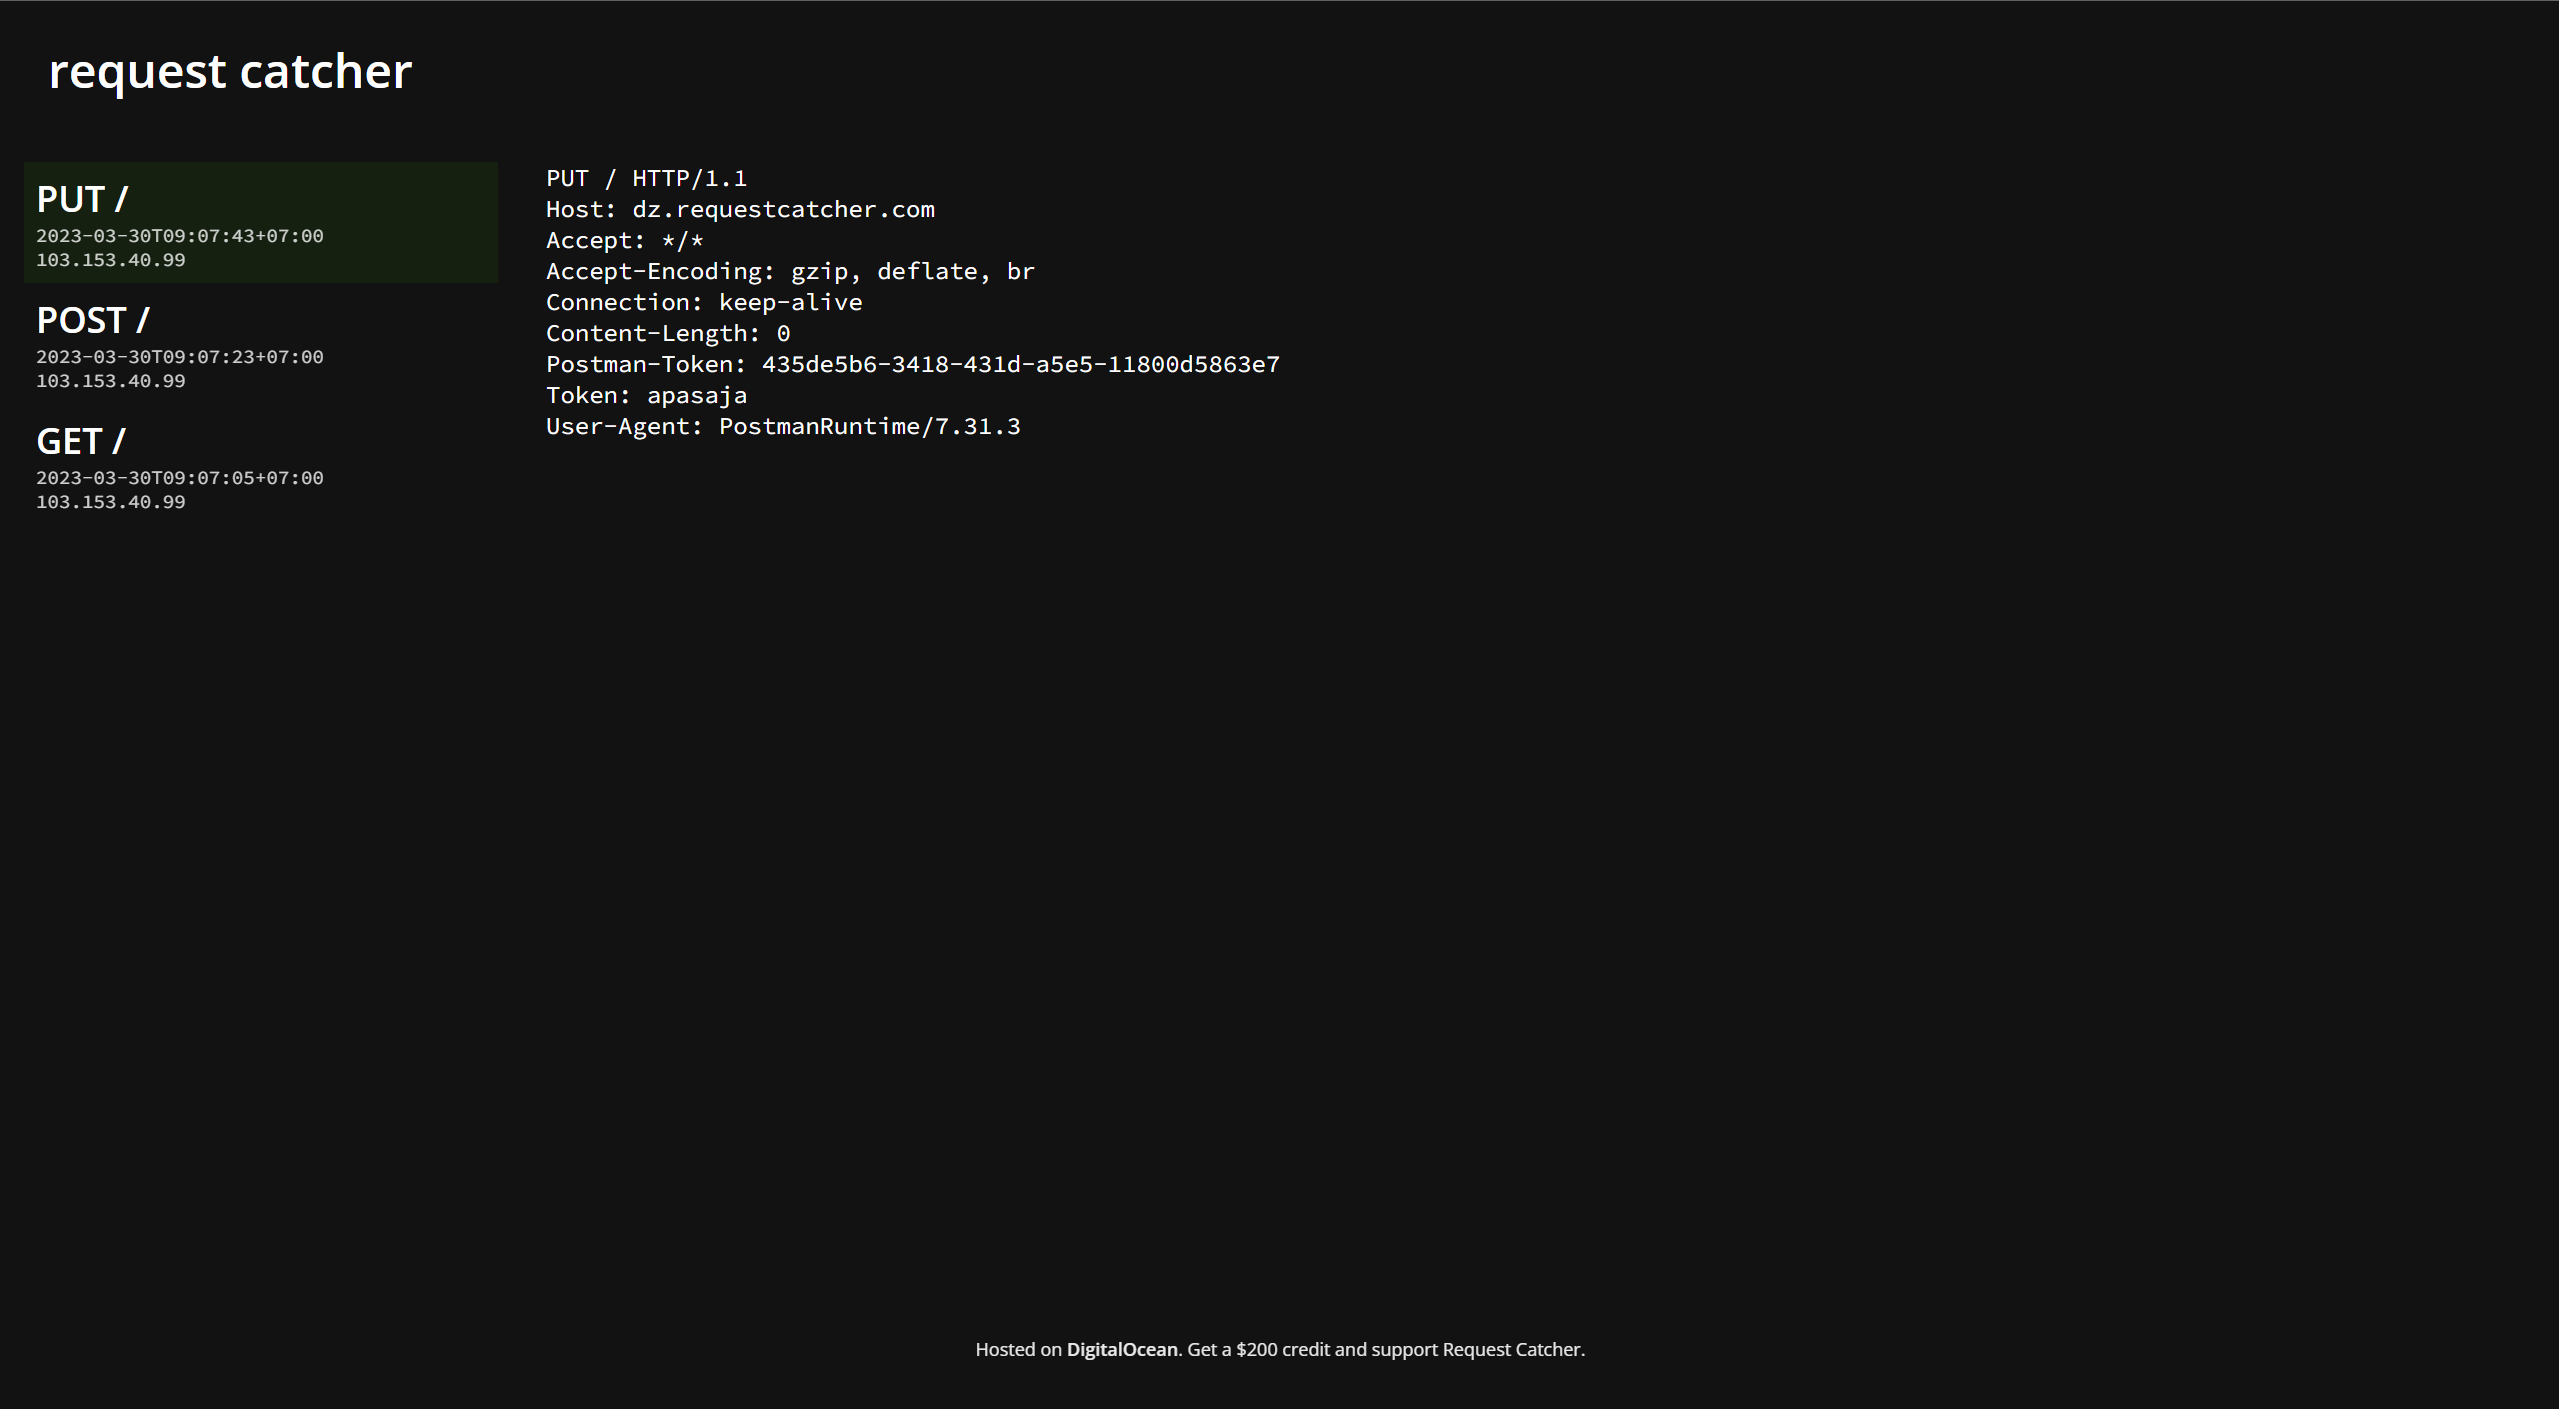 request catcher
PUT /
2023-03-30T09:07:43+07:00
103.153.40.99
POST /
2023-03-30T09:07:23+07:00
103.153.40.99
GET /
2023-03-30T09:07:05+07:00
103.153.40.99
PUT / HTTP/1.1
Host: dz.requestcatcher.com
Accept: */*
Accept-Encoding: gzip, deflate, br
Connection: keep-alive
Content-Length: 0
Postman-Token: 435de5b6-3418-431d-a5e5-11800d5863e7
Token: apasaja
User-Agent: PostmanRuntime/7.31.3
Hosted on DigitalOcean. Get a $200 credit and support Request Catcher.